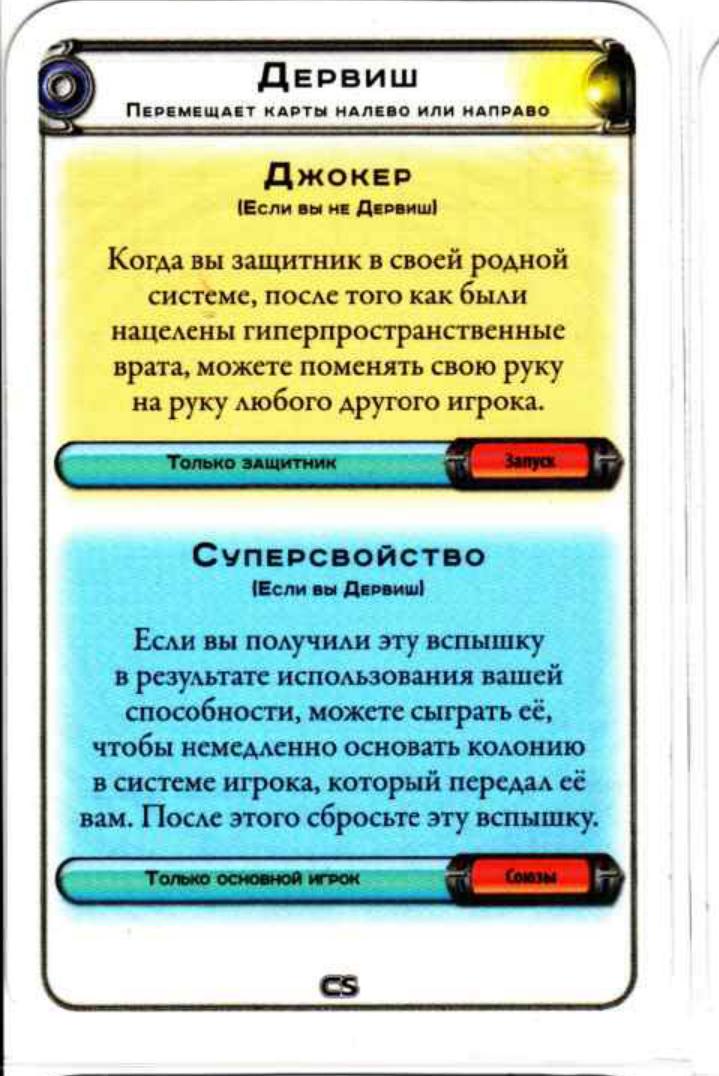 Дервиш
Перемещает карты налево или направо
Джокер
(Если вы не Дервиш)
Когда вы защитник в своей родной
системе, после того как были
нацелены гиперпространственные
врата, можете поменять свою руку
на руку любого другого игрока.
Только защитник
Запуск
Суперсвойство
(Если вы Дервиш)
Если вы получили эту вспышку
в результате использования вашей
способности, можете сыграть её,
чтобы немедленно основать колонию
в системе игрока, который передал её
вам. После этого сбросьте эту вспышку.
Только основной игрок
Союзы
CS